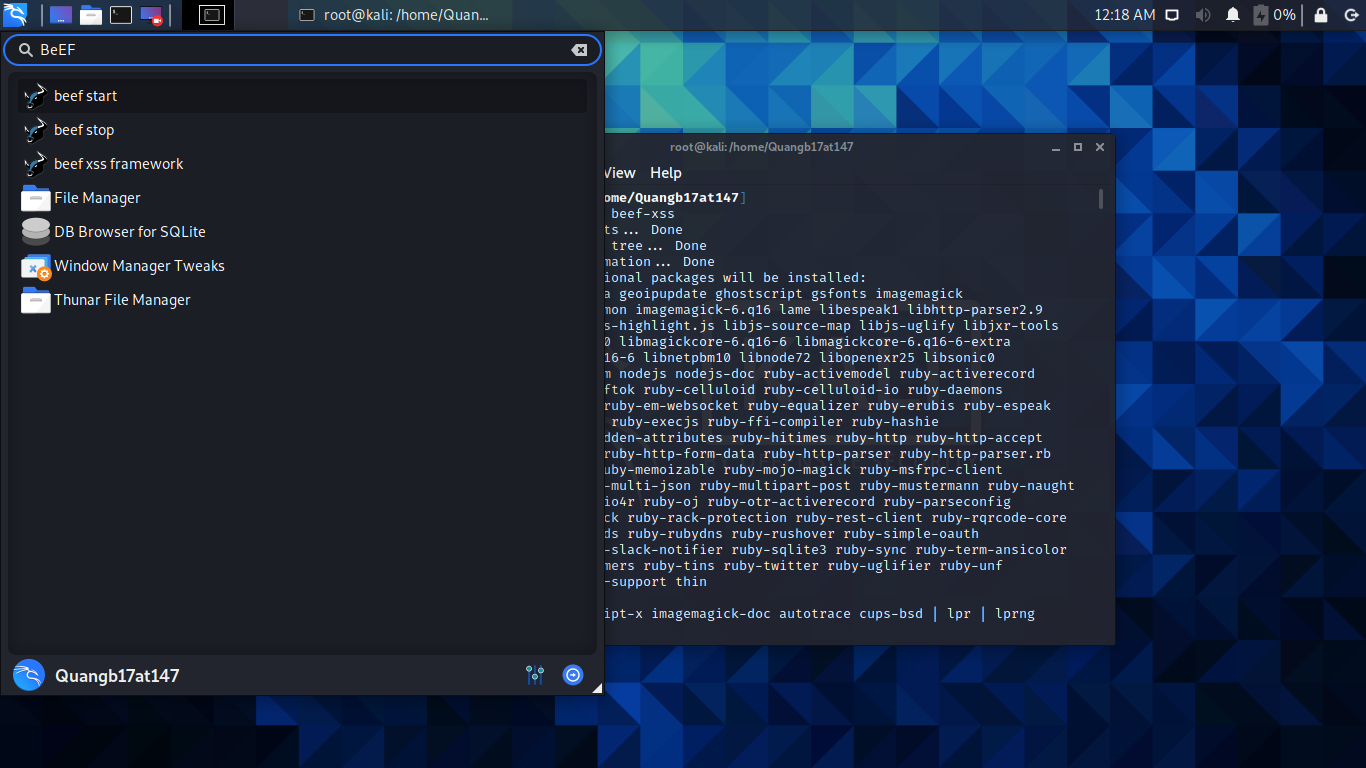 root@kali: /home/Quan...
12:18 AM
0%
BeEF
beef start
beef stop
beef xss framework
File Manager
DB Browser for SQLite
Window Manager Tweaks
Thunar File Manager
Quangb17at147
root@kali: /home/Quangb17at147
View Help
ome/Quangb17at147]
beef-xss
ts... Done
tree... Done
mation... Done
ional packages will be installed:
a geoipupdate ghostscript gsfonts imagemagick
mon imagemagick-6.q16 lame libespeak1 libhttp-parser2.9
s-highlight.js libjs-source-map libjs-uglify libjxr-tools
0 libmagickcore-6.q16-6 libmagickcore-6.q16-6-extra
16-6 libnetpbm10 libnode72 libopenexr25 libsonic0
m nodejs nodejs-doc ruby-activemodel ruby-activerecord
ftok ruby-celluloid ruby-celluloid-io ruby-daemons
ruby-em-websocket ruby-equalizer ruby-erubis ruby-espeak
ruby-execjs ruby-ffi-compiler ruby-hashie
dden-attributes ruby-hitimes ruby-http ruby-http-accept
ruby-http-form-data ruby-http-parser ruby-http-parser.rb
uby-memoizable ruby-mojo-magick ruby-msfrpc-client
-multi-json ruby-multipart-post ruby-mustermann ruby-naught
io4r ruby-oj ruby-otr-activerecord ruby-parseconfig
ck ruby-rack-protection ruby-rest-client ruby-rqrcode-core
ds ruby-rubydns ruby-rushover ruby-simple-oauth
-slack-notifier ruby-sqlite3 ruby-sync ruby-term-ansicolor
mers ruby-tins ruby-twitter ruby-uglifier ruby-unf
-support thin
ipt-x imagemagick-doc autotrace cups-bsd | lpr | lprng